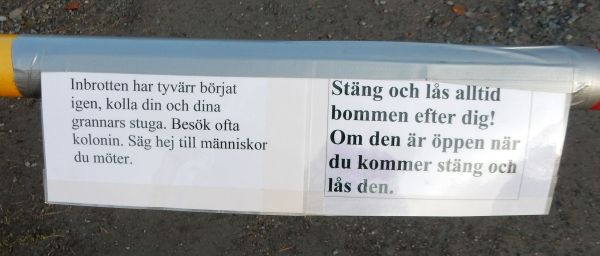 Inbrotten har tyvärr börjat
igen, kolla din och dina
grannars stuga. Besök ofta
kolonin. Säg hej till människor
du möter.
Stäng och lås alltid
bommen efter dig!
Om den är öppen när
du kommer stäng och
lås den.